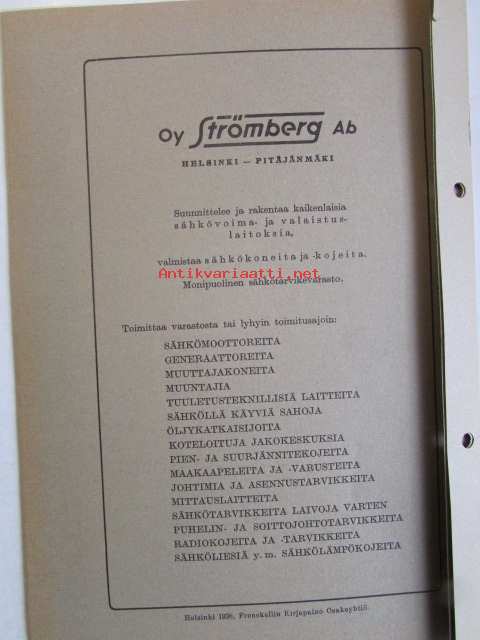 Oy Strömberg Ab
HELSINKI — PITÄJÄNMÄKI
Suunnittelee ja rakentaa kaikenlaisia
sähkövoima- ja valaistus-
laitoksia,
valmistaa sähkökoneita ja -kojeita.
Antikvariaatti.net
Monipuolinen sähkötarvikevarasto.
Toimittaa varastosta tai lyhyin toimitusajoin:
SÄHKÖMOOTTOREITA
GENERAATTOREITA
MUUTTAJAKONEITA
MUUNTAJIA
TUULETUSTEKNILLISIÄ LAITTEITA
SÄHKÖLLÄ KÄYVIÄ SAHOJA
ÖLJYKATKAISIJOITA
KOTELOITUJA JAKOKESKUKSIA
PIEN- JA SUURJÄNNITEKOJEITA
MAAKAAPELEITA JA -VARUSTEITA
JOHTIMIA JA ASENNUSTARVIKKEITA
MITTAUSLAITTEITA
SÄHKÖTARVIKKEITA LAIVOJA VARTEN
PUHELIN- JA SOITTOJOHTOTARVIKKEITA
RADIOKOJEITA JA -TARVIKKEITA
SÄHKÖLIESIÄ y. m. SÄHKÖLÄMPÖKOJEITA
Helsinki 1938, Frenckellin Kirjapaino Osakeyhtiö.